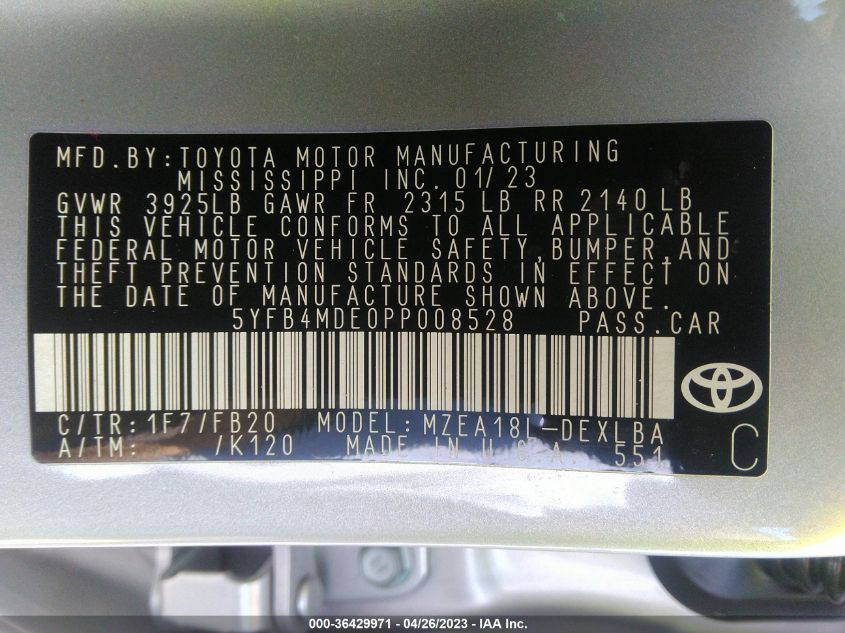 MFD.BY:TOYOTA MOTOR MANUFACTURING
MISSISSIPPI INC. 01/23
GVWR 3925LB GAWR FR 2315 LB RR 2140 LB
THIS VEHICLE CONFORMS TO ALL APPLICABLE
FEDERAL MOTOR VEHICLE SAFETY,BUMPER,AND
THEFT PREVENTION STANDARDS IN EFFECT ON
THE DATE OF MANUFACTURE SHOWN ABOVE.
5YFB4MDE0PP008528 PASS.CAR
C/TR:1F7/FB20 MODEL:MZEA18L-DEXLBA
A/TM: /K120 MADE IN U.S.A. 551
C
000-36429971 - 04/26/2023 - © IAA Inc.